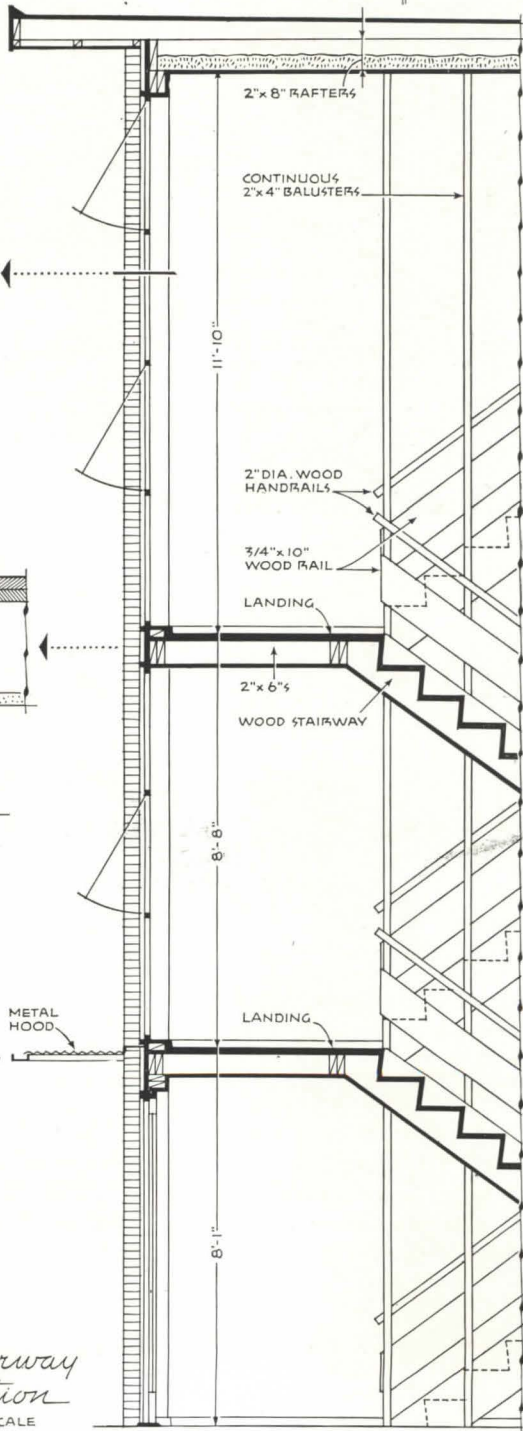 2"x 8" RAFTERS
CONTINUOUS
2"x 4" BALUSTERS
11'-10"
2" DIA. WOOD
HANDRAILS
3/4"x 10"
WOOD RAIL
LANDING
2"x 6"s
WOOD STAIRWAY
8'-8"
METAL
HOOD
LANDING
8'-1"
rway
tion
CALE